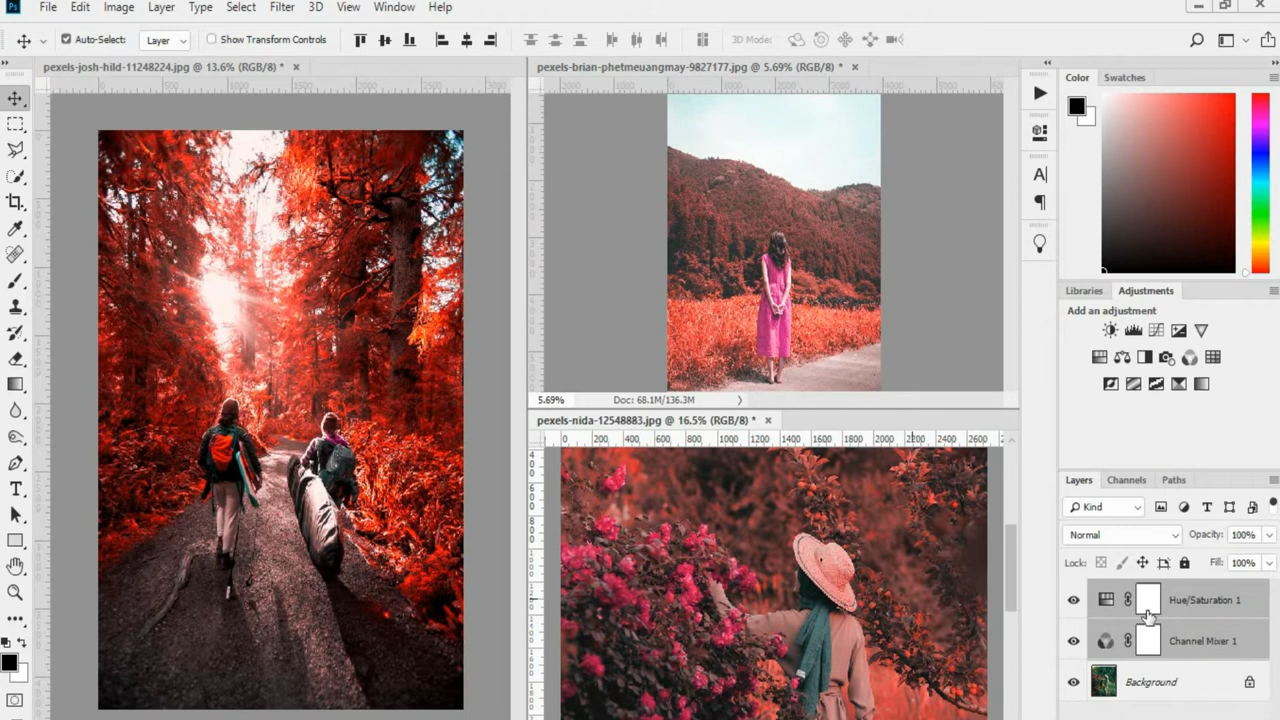 Ps File Edit Image Layer Type Select Filter 3D View Window Help
Auto-Select: Layer Show Transform Controls 3D Mode:
pexels-josh-hild-11248224.jpg @ 13.6% (RGB/8) * ×
pexels-brian-phetmeuangmay-9827177.jpg @ 5.69% (RGB/8) * ×
Color Swatches
Libraries Adjustments
Add an adjustment
5.69% Doc: 68.1M/136.3M
pexels-nida-12548883.jpg @ 16.5% (RGB/8) * ×
0 200 400 600 800 1000 1200 1400 1600 1800 2000 2200 2400 2600
Layers Channels Paths
Kind
Normal Opacity: 100%
Lock: Fill: 100%
Hue/Saturation 1
Channel Mixer 1
Background